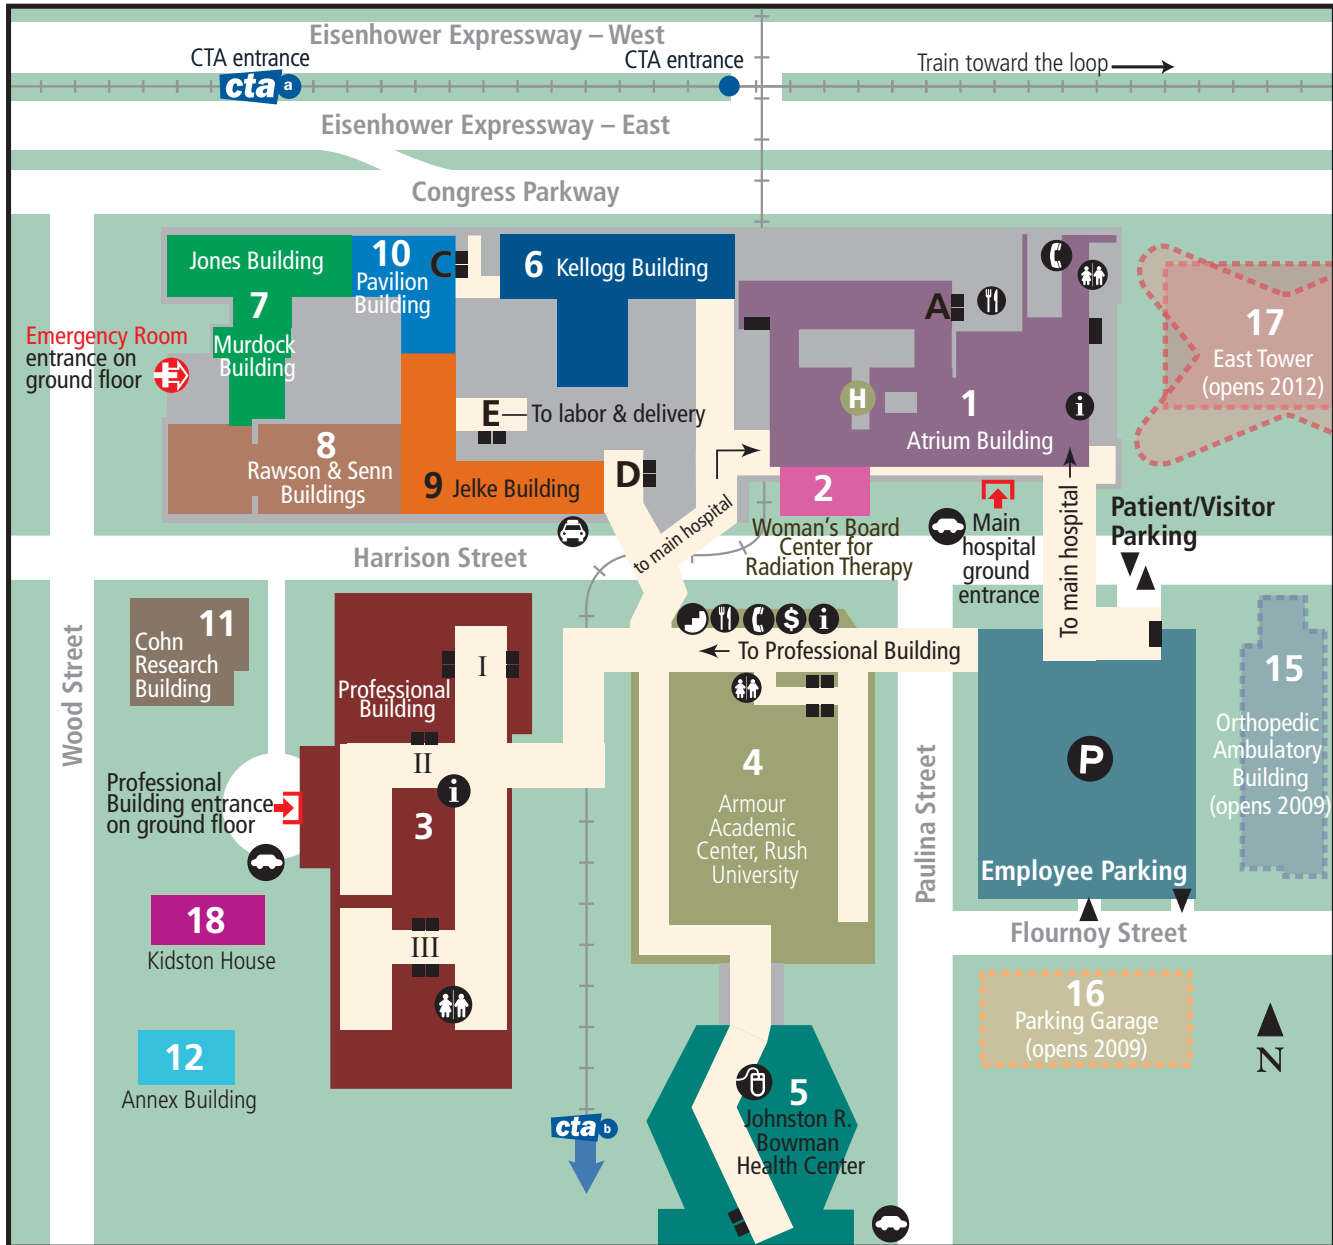 Eisenhower Expressway – West
CTA entrance
cta a
CTA entrance
Train toward the loop
Eisenhower Expressway – East
Congress Parkway
Jones Building
7
Murdock
Building
10
Pavilion
Building
C
6 Kellogg Building
A
H
1
Atrium Building
i
17
East Tower
(opens 2012)
Emergency Room
entrance on
ground floor
E
To labor & delivery
8
Rawson & Senn
Buildings
9 Jelke Building
D
to main hospital
2
Woman's Board
Center for
Radiation Therapy
Main
hospital
ground
entrance
To main hospital
Patient/Visitor
Parking
Harrison Street
Wood Street
11
Cohn
Research
Building
Professional
Building
I
II
i
3
III
$
i
To Professional Building
4
Armour
Academic
Center, Rush
University
Paulina Street
P
Employee Parking
15
Orthopedic
Ambulatory
Building
(opens 2009)
Professional
Building entrance
on ground floor
18
Kidston House
12
Annex Building
Flournoy Street
16
Parking Garage
(opens 2009)
N
cta b
5
Johnston R.
Bowman
Health Center